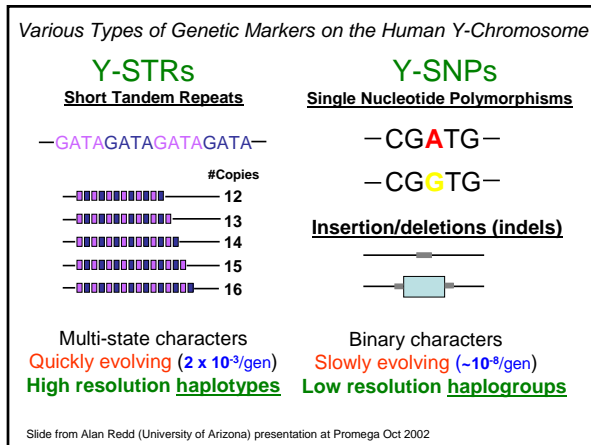 Various Types of Genetic Markers on the Human Y-Chromosome
Y-STRs
Short Tandem Repeats
GATAGATAGATAGATA
#Copies
12
13
14
15
16
Multi-state characters
Quickly evolving (2 x 10⁻³/gen)
High resolution haplotypes
Y-SNPs
Single Nucleotide Polymorphisms
CGATG
CGGTG
Insertion/deletions (indels)
Binary characters
Slowly evolving (~10⁻⁸/gen)
Low resolution haplogroups
Slide from Alan Redd (University of Arizona) presentation at Promega Oct 2002